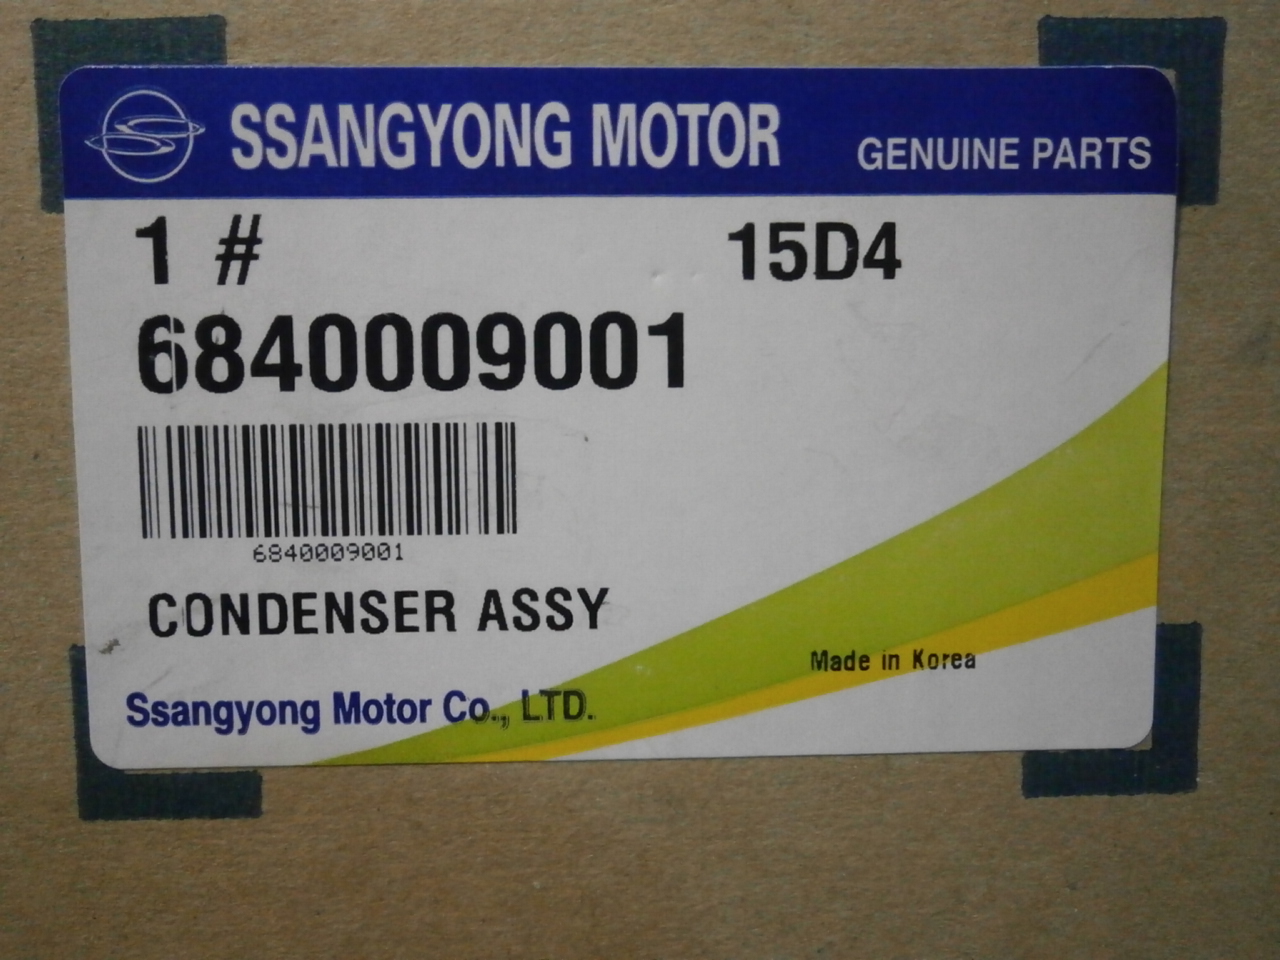 SSANGYONG MOTOR
GENUINE PARTS
1 #
15D4
6840009001
6840009001
CONDENSER ASSY
Made in Korea
Ssangyong Motor Co., LTD.